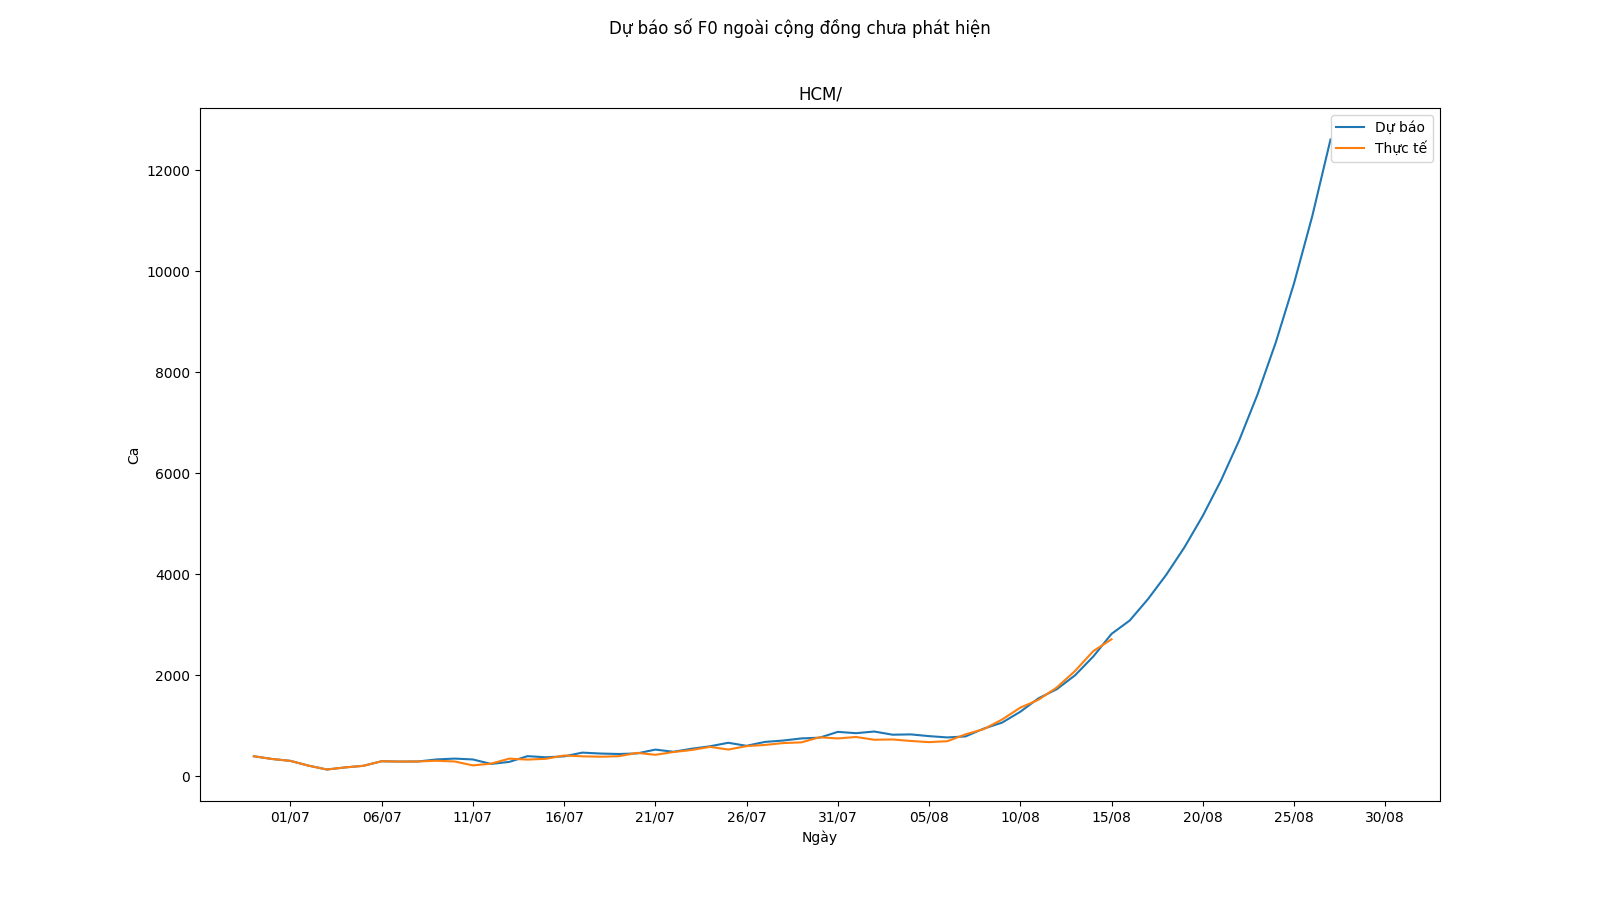 Dự báo số F0 ngoài cộng đồng chưa phát hiện
HCM/
Dự báo
Thực tế
12000
10000
8000
6000
4000
2000
0
Ca
01/07 06/07 11/07 16/07 21/07 26/07 31/07 05/08 10/08 15/08 20/08 25/08 30/08
Ngày